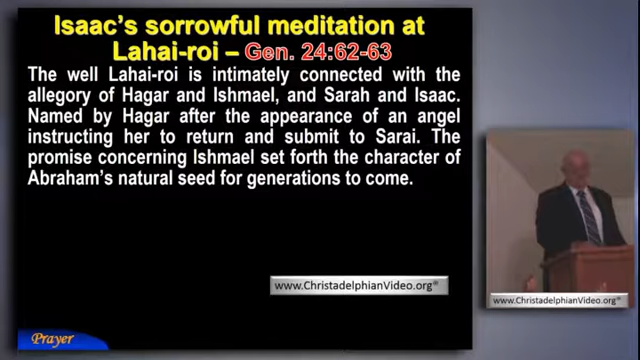 Isaac's sorrowful meditation at
Lahai-roi – Gen. 24:62-63
The well Lahai-roi is intimately connected with the
allegory of Hagar and Ishmael, and Sarah and Isaac.
Named by Hagar after the appearance of an angel
instructing her to return and submit to Sarai. The
promise concerning Ishmael set forth the character of
Abraham's natural seed for generations to come.
www.ChristadelphianVideo.org®
www.ChristadelphianVideo.org®
Prayer